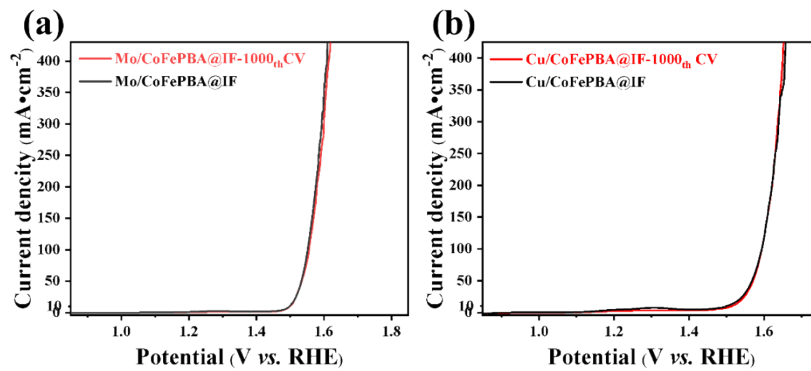 (a)
Mo/CoFePBA@IF-1000th CV
Mo/CoFePBA@IF
Current dencity (mA•cm-2)
400
350
300
250
200
150
100
50
10
0
1.0
1.2
1.4
1.6
1.8
Potential (V vs. RHE)
(b)
Cu/CoFePBA@IF-1000th CV
Cu/CoFePBA@IF
Current dencity (mA•cm-2)
400
350
300
250
200
150
100
50
10
0
1.0
1.2
1.4
1.6
Potential (V vs. RHE)